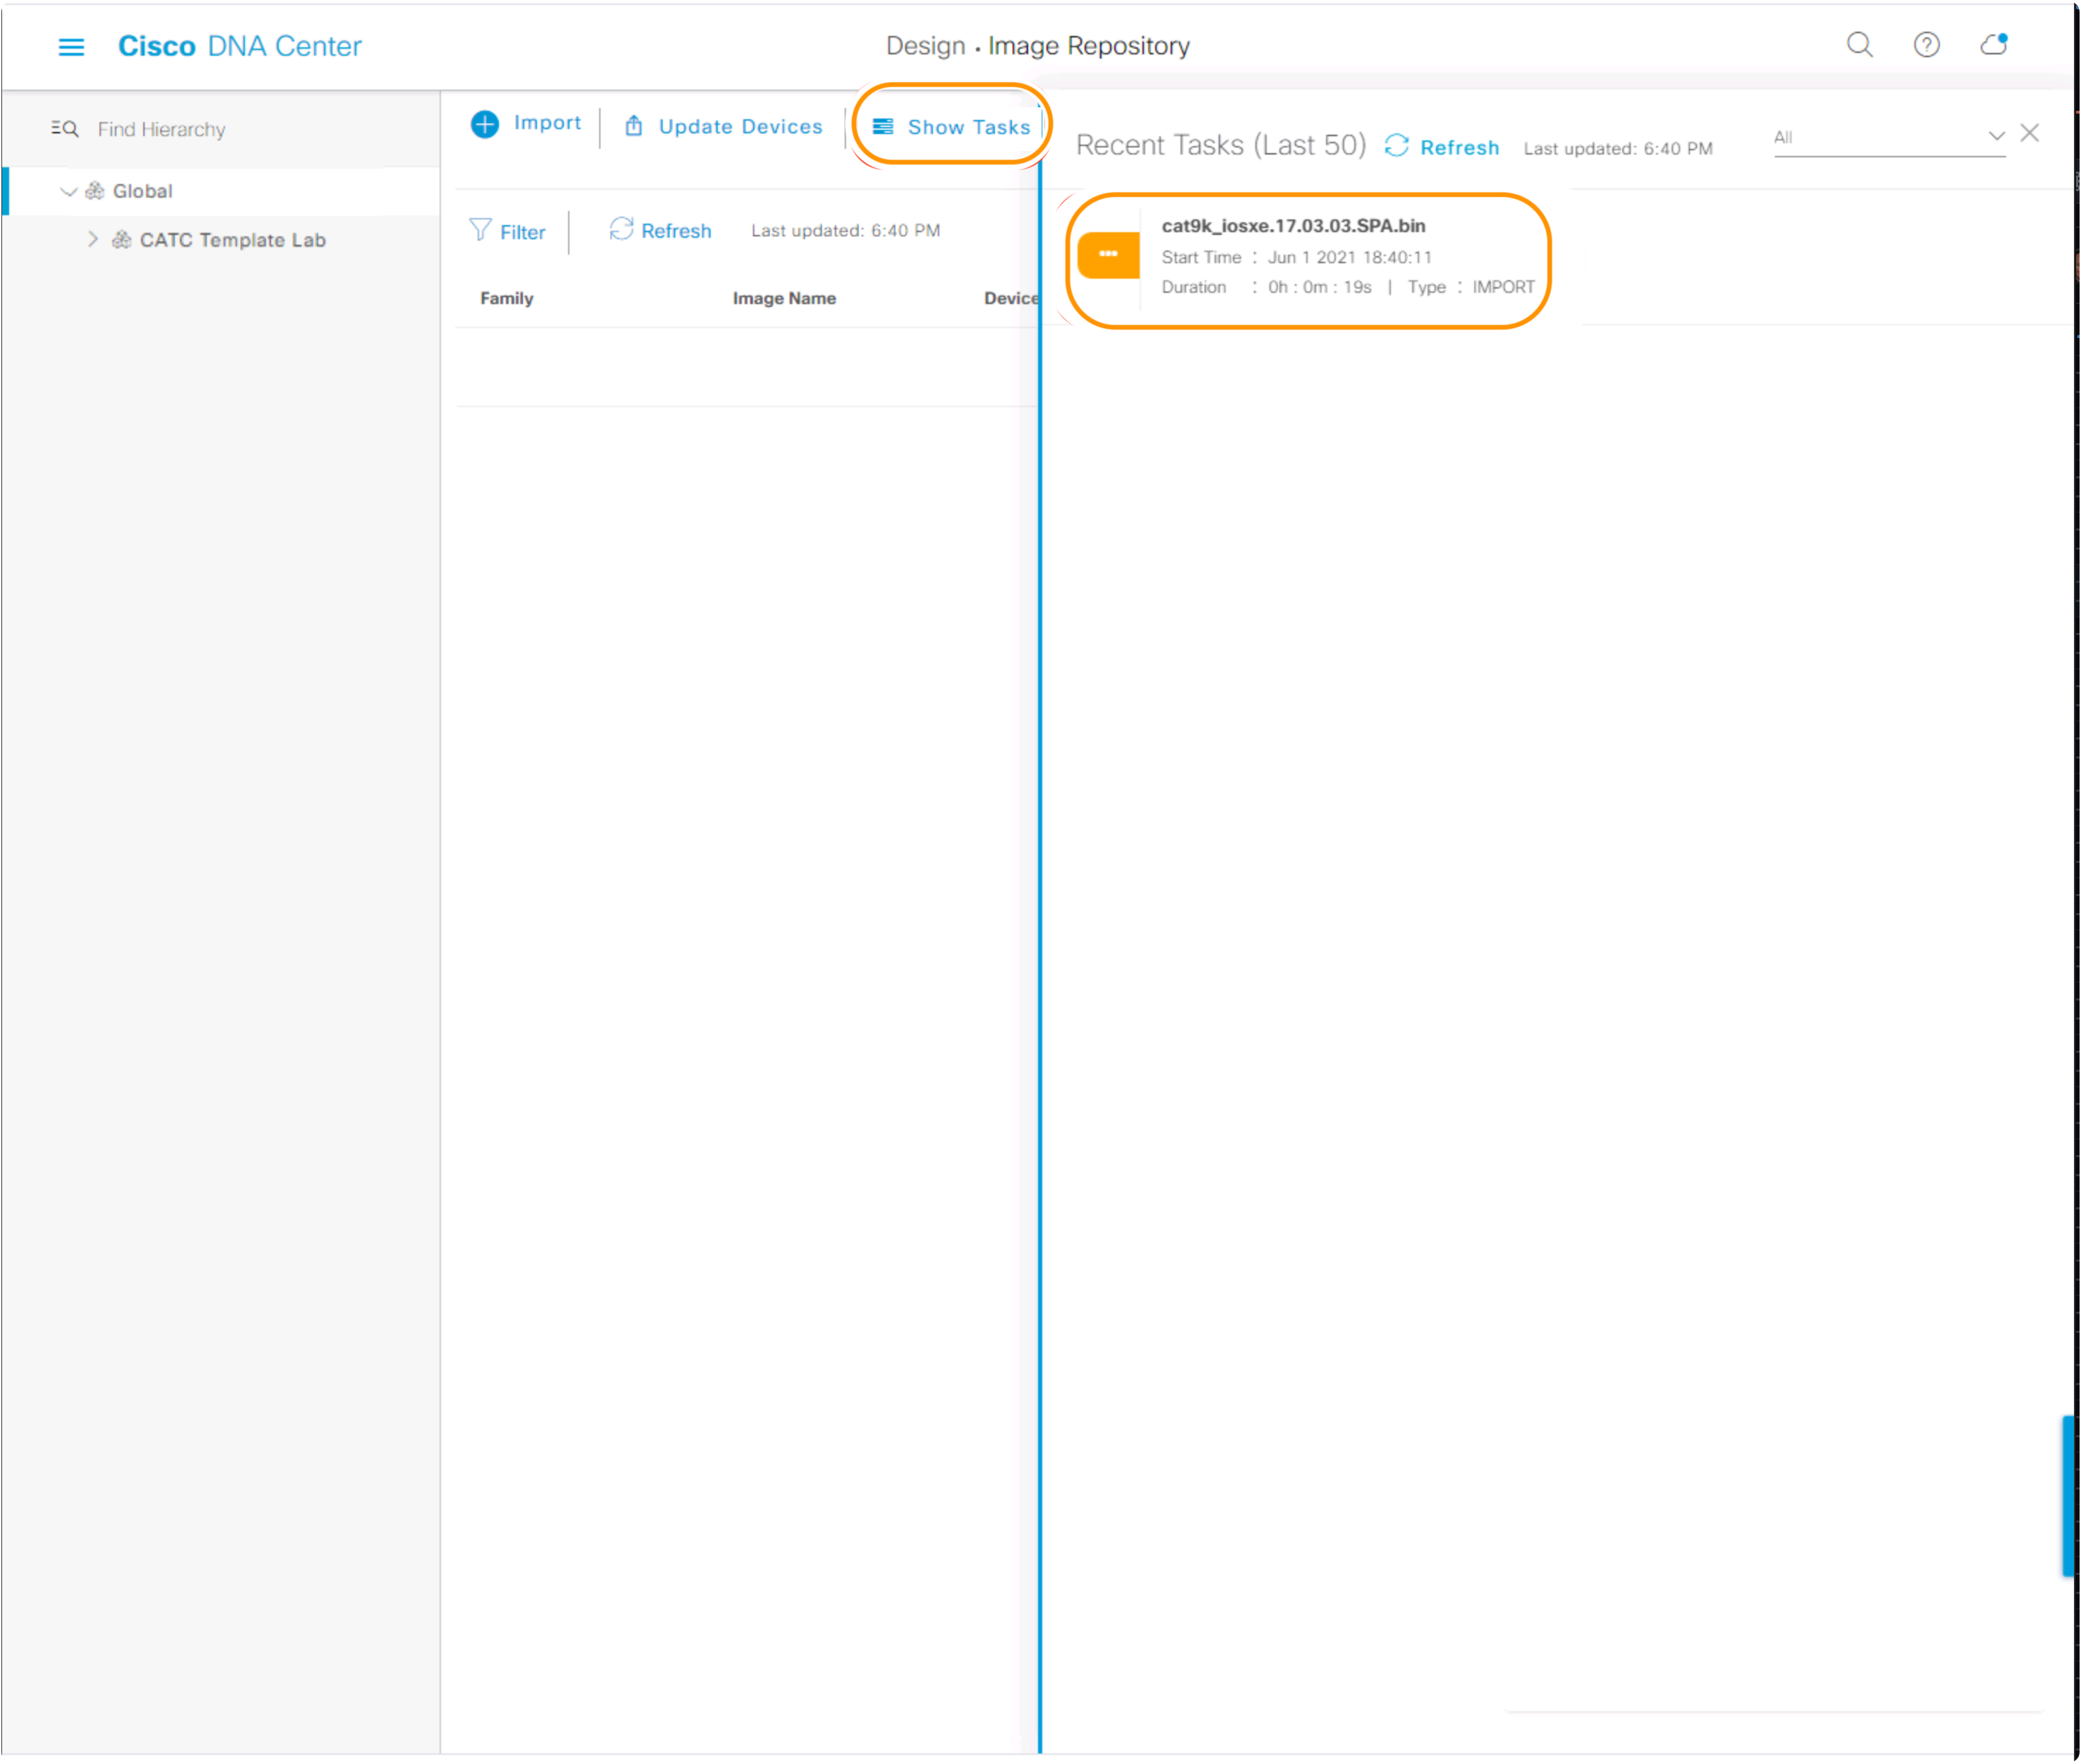 Cisco DNA Center
Design • Image Repository
Find Hierarchy
Global
CATC Template Lab
Import
Update Devices
Show Tasks
Filter
Refresh
Last updated: 6:40 PM
Family
Image Name
Device
Recent Tasks (Last 50)
Refresh
Last updated: 6:40 PM
All
cat9k_iosxe.17.03.03.SPA.bin
Start Time : Jun 1 2021 18:40:11
Duration : 0h : 0m : 19s | Type : IMPORT